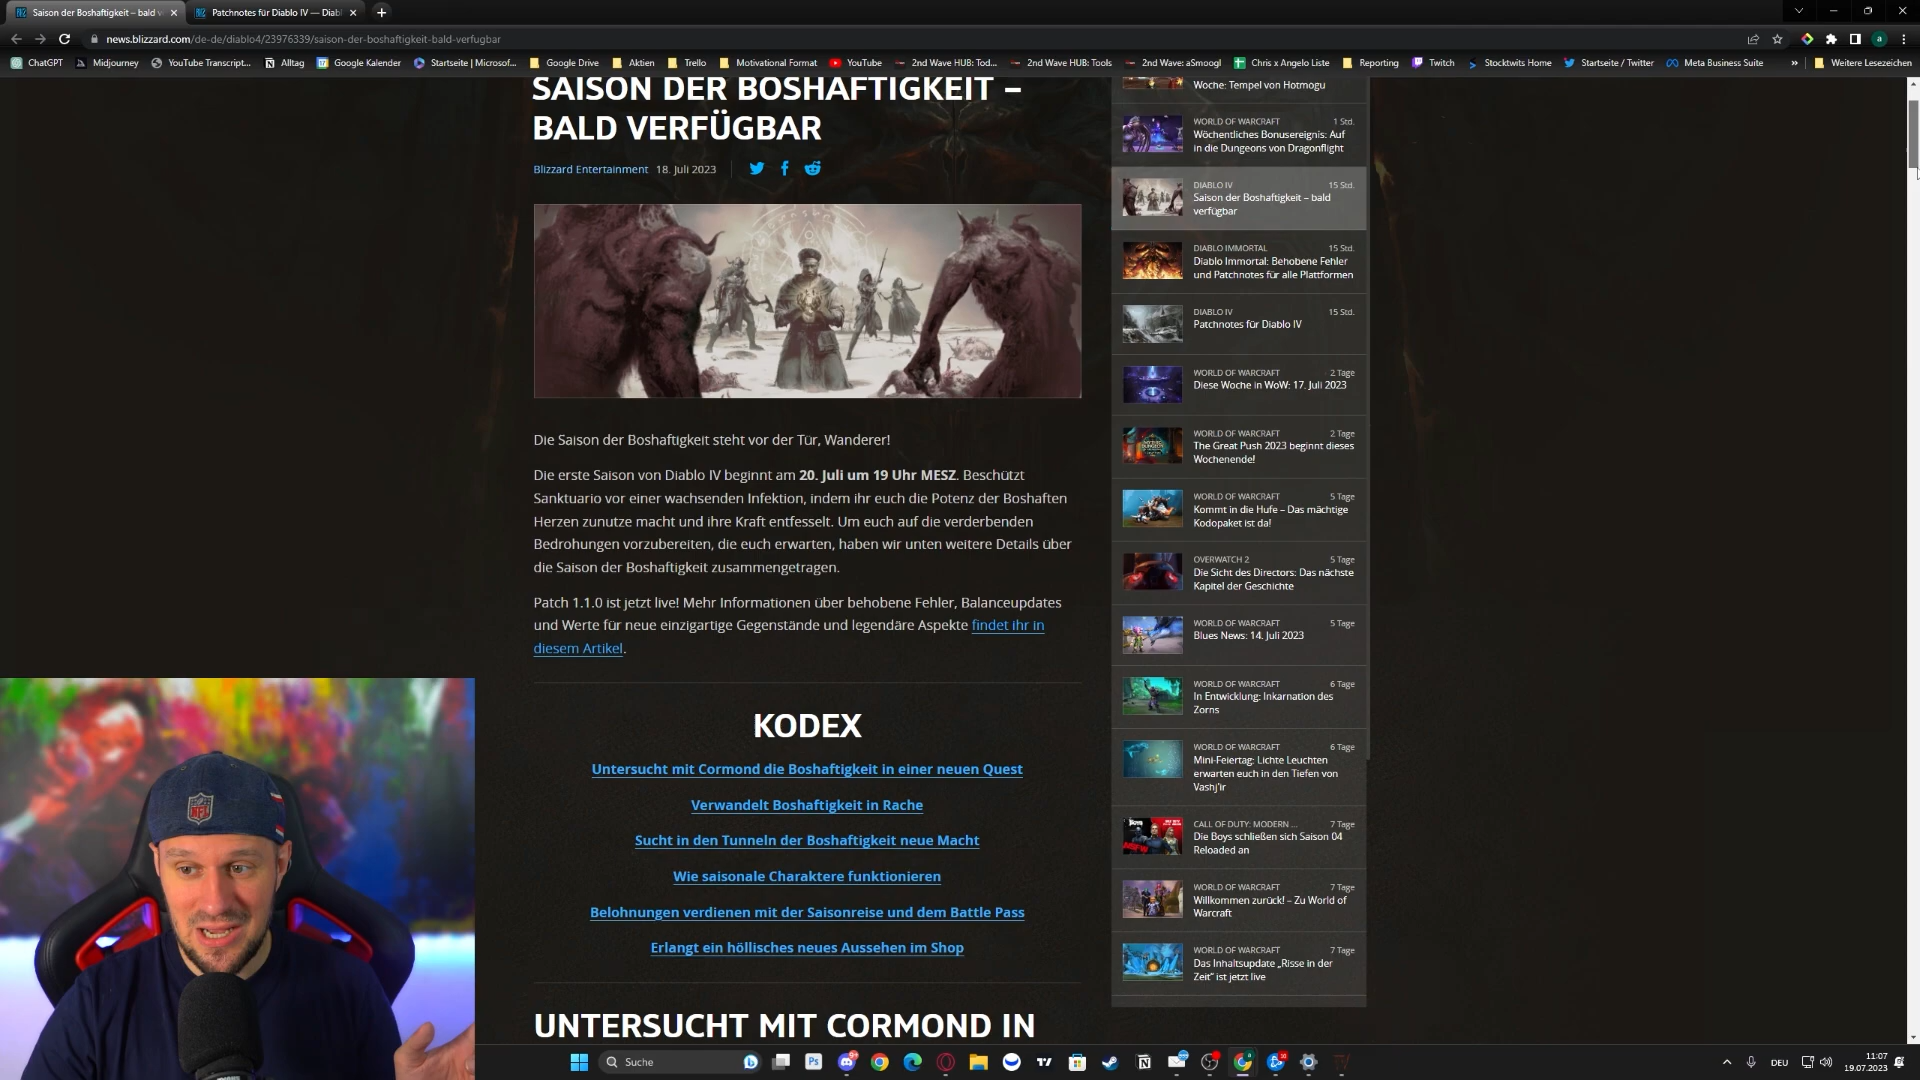 Saison der Boshaftigkeit – bald v
Patchnotes für Diablo IV — Diabl
news.blizzard.com/de-de/diablo4/23976339/saison-der-boshaftigkeit-bald-verfugbar
ChatGPT
Midjourney
YouTube Transcript...
Alltag
Google Kalender
Startseite | Microsof...
Google Drive
Aktien
Trello
Motivational Format
YouTube
2nd Wave HUB: Tod...
2nd Wave HUB: Tools
2nd Wave: aSmoogl
Chris x Angelo Liste
Reporting
Twitch
Stocktwits Home
Startseite / Twitter
Meta Business Suite
»
Weitere Lesezeichen
SAISON DER BOSHAFTIGKEIT –
BALD VERFÜGBAR
Blizzard Entertainment 18. Juli 2023
Die Saison der Boshaftigkeit steht vor der Tür, Wanderer!
Die erste Saison von Diablo IV beginnt am 20. Juli um 19 Uhr MESZ. Beschützt
Sanktuario vor einer wachsenden Infektion, indem ihr euch die Potenz der Boshaften
Herzen zunutze macht und ihre Kraft entfesselt. Um euch auf die verderbenden
Bedrohungen vorzubereiten, die euch erwarten, haben wir unten weitere Details über
die Saison der Boshaftigkeit zusammengetragen.
Patch 1.1.0 ist jetzt live! Mehr Informationen über behobene Fehler, Balanceupdates
und Werte für neue einzigartige Gegenstände und legendäre Aspekte findet ihr in
diesem Artikel.
KODEX
Untersucht mit Cormond die Boshaftigkeit in einer neuen Quest
Verwandelt Boshaftigkeit in Rache
Sucht in den Tunneln der Boshaftigkeit neue Macht
Wie saisonale Charaktere funktionieren
Belohnungen verdienen mit der Saisonreise und dem Battle Pass
Erlangt ein höllisches neues Aussehen im Shop
UNTERSUCHT MIT CORMOND IN
Woche: Tempel von Hotmogu
WORLD OF WARCRAFT 1 Std.
Wöchentliches Bonusereignis: Auf
in die Dungeons von Dragonflight
DIABLO IV 15 Std.
Saison der Boshaftigkeit – bald
verfügbar
DIABLO IMMORTAL 15 Std.
Diablo Immortal: Behobene Fehler
und Patchnotes für alle Plattformen
DIABLO IV 15 Std.
Patchnotes für Diablo IV
WORLD OF WARCRAFT 2 Tage
Diese Woche in WoW: 17. Juli 2023
WORLD OF WARCRAFT 2 Tage
The Great Push 2023 beginnt dieses
Wochenende!
WORLD OF WARCRAFT 5 Tage
Kommt in die Hufe – Das mächtige
Kodopaket ist da!
OVERWATCH 2 5 Tage
Die Sicht des Directors: Das nächste
Kapitel der Geschichte
WORLD OF WARCRAFT 5 Tage
Blues News: 14. Juli 2023
WORLD OF WARCRAFT 6 Tage
In Entwicklung: Inkarnation des
Zorns
WORLD OF WARCRAFT 6 Tage
Mini-Feiertag: Lichte Leuchten
erwarten euch in den Tiefen von
Vashj'ir
CALL OF DUTY: MODERN ... 7 Tage
Die Boys schließen sich Saison 04
Reloaded an
WORLD OF WARCRAFT 7 Tage
Willkommen zurück! – Zu World of
Warcraft
WORLD OF WARCRAFT 7 Tage
Das Inhaltsupdate „Risse in der
Zeit" ist jetzt live
NFL
Suche
DEU
11:07
19.07.2023